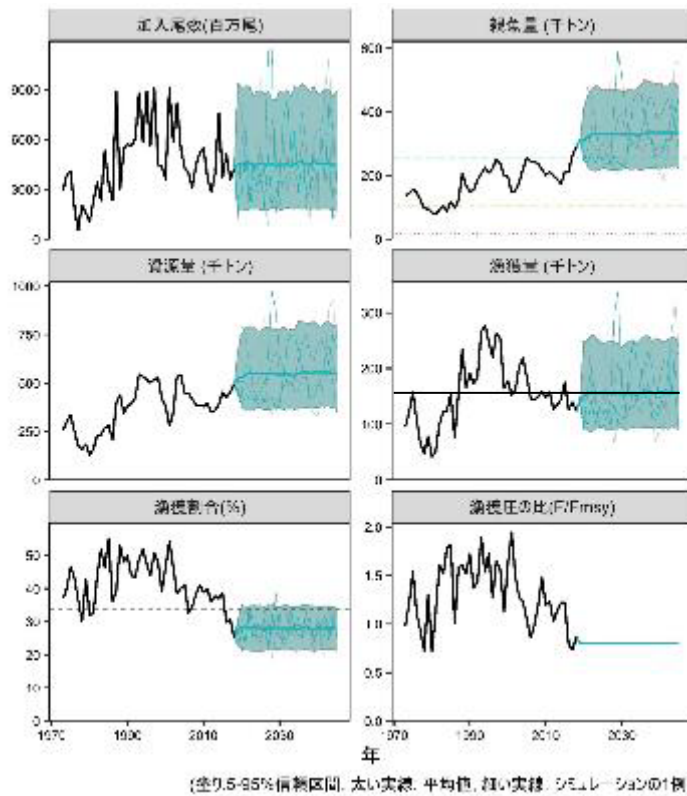 加入尾数(百万尾)
親魚量 (千トン)
9000
6000
3000
0
600
400
200
0
資源量 (千トン)
漁獲量 (千トン)
1000
750
500
250
0
300
200
100
0
漁獲割合(%)
漁獲圧の比(F/Fmsy)
50
40
30
20
10
0
2.0
1.5
1.0
0.5
0.0
1970 1990 2010 2030
1970 1990 2010 2030
年
(塗り:5-95%信頼区間, 太い実線: 平均値, 細い実線: シミュレーションの1例